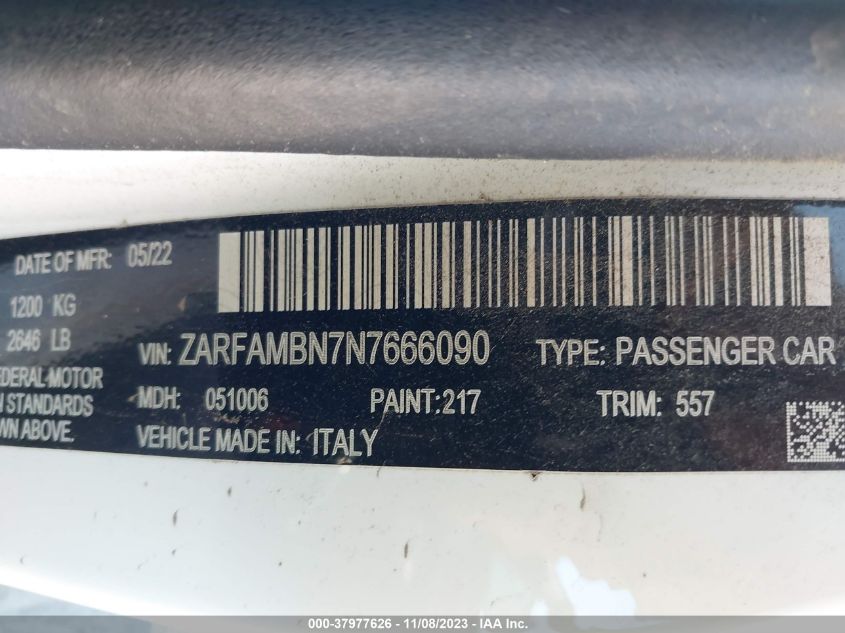 DATE OF MFR: 05/22
1200 KG
2646 LB
VIN: ZARFAMBN7N7666090 TYPE: PASSENGER CAR
EDERAL MOTOR
MDH: 051006 PAINT:217 TRIM: 557
STANDARDS
WN ABOVE.
VEHICLE MADE IN: ITALY
000-37977626 - 11/08/2023 - IAA Inc.